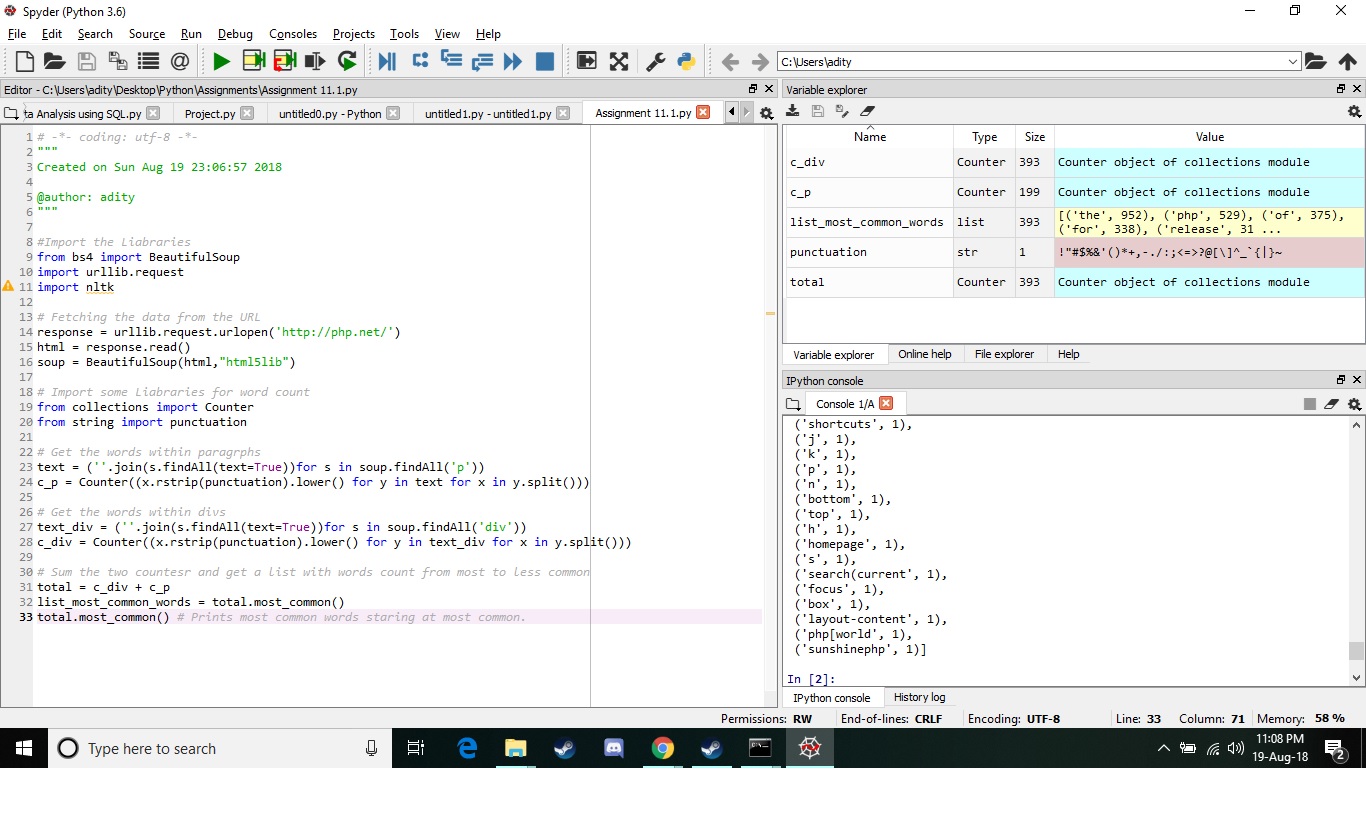 Spyder (Python 3.6)
File Edit Search Source Run Debug Consoles Projects Tools View Help
C:\Users\adity
Editor - C:\Users\adity\Desktop\Python\Assignments\Assignment 11.1.py
ta Analysis using SQL.py Project.py untitled0.py - Python untitled1.py - untitled1.py Assignment 11.1.py
1 # -*- coding: utf-8 -*-
2 """
3 Created on Sun Aug 19 23:06:57 2018
4
5 @author: adity
6 """
7
8 #Import the Liabraries
9 from bs4 import BeautifulSoup
10 import urllib.request
11 import nltk
12
13 # Fetching the data from the URL
14 response = urllib.request.urlopen('http://php.net/')
15 html = response.read()
16 soup = BeautifulSoup(html,"html5lib")
17
18 # Import some Liabraries for word count
19 from collections import Counter
20 from string import punctuation
21
22 # Get the words within paragrphs
23 text = (''.join(s.findAll(text=True))for s in soup.findAll('p'))
24 c_p = Counter((x.rstrip(punctuation).lower() for y in text for x in y.split()))
25
26 # Get the words within divs
27 text_div = (''.join(s.findAll(text=True))for s in soup.findAll('div'))
28 c_div = Counter((x.rstrip(punctuation).lower() for y in text_div for x in y.split()))
29
30 # Sum the two countesr and get a list with words count from most to less common
31 total = c_div + c_p
32 list_most_common_words = total.most_common()
33 total.most_common() # Prints most common words staring at most common.
Variable explorer
Name Type Size Value
c_div Counter 393 Counter object of collections module
c_p Counter 199 Counter object of collections module
list_most_common_words list 393 [('the', 952), ('php', 529), ('of', 375),
('for', 338), ('release', 31 ...
punctuation str 1 !"#$%&'()*+,-./:;<=>?@[\]^_`{|}~
total Counter 393 Counter object of collections module
Variable explorer Online help File explorer Help
IPython console
Console 1/A
('shortcuts', 1),
('j', 1),
('k', 1),
('p', 1),
('n', 1),
('bottom', 1),
('top', 1),
('h', 1),
('homepage', 1),
('s', 1),
('search(current', 1),
('focus', 1),
('box', 1),
('layout-content', 1),
('php[world', 1),
('sunshinephp', 1)]
In [2]:
IPython console History log
Permissions: RW End-of-lines: CRLF Encoding: UTF-8 Line: 33 Column: 71 Memory: 58 %
Type here to search
11:08 PM
19-Aug-18
2